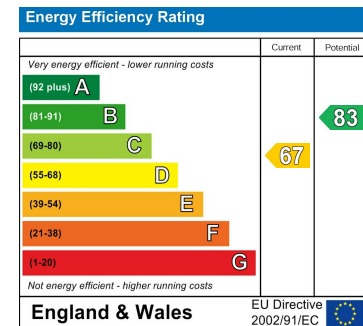 Energy Efficiency Rating
Current Potential
Very energy efficient - lower running costs
(92 plus) A
(81-91) B
83
(69-80) C
67
(55-68) D
(39-54) E
(21-38) F
(1-20) G
Not energy efficient - higher running costs
England & Wales
EU Directive
2002/91/EC